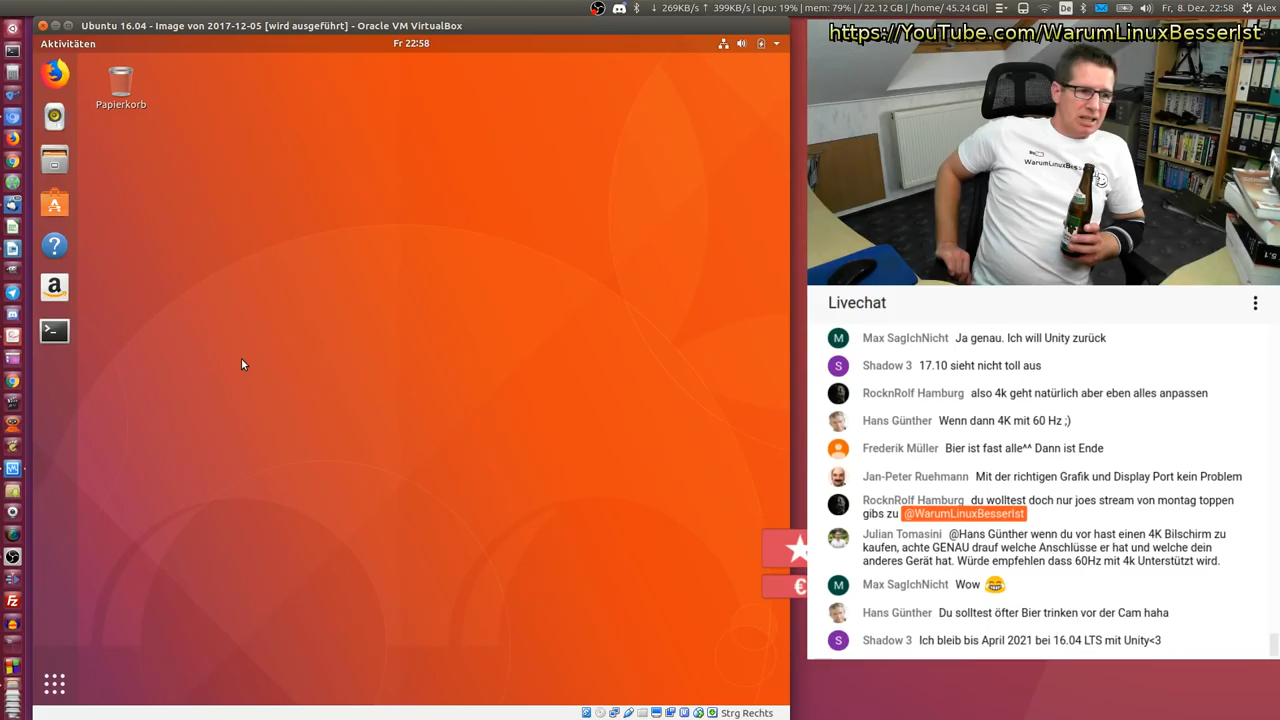 ↓ 269KB/s ↑ 399KB/s cpu: 19% mem: 79% // 22.12 GB /home/45.24 GB De Fr, 8. Dez, 22:58 Alex
Ubuntu 16.04 - Image von 2017-12-05 [wird ausgeführt] - Oracle VM VirtualBox
Aktivitäten Fr 22:58
Papierkorb
Strg Rechts
https://YouTube.com/WarumLinuxBesserIst
Livechat
M Max SagIchNicht Ja genau. Ich will Unity zurück
S Shadow 3 17.10 sieht nicht toll aus
RocknRolf Hamburg also 4k geht natürlich aber eben alles anpassen
Hans Günther Wenn dann 4K mit 60 Hz ;)
Frederik Müller Bier ist fast alle^^ Dann ist Ende
Jan-Peter Ruehmann Mit der richtigen Grafik und Display Port kein Problem
RocknRolf Hamburg du wolltest doch nur joes stream von montag toppen
gibs zu @WarumLinuxBesserIst
Julian Tomasini @Hans Günther wenn du vor hast einen 4K Bilschirm zu
kaufen, achte GENAU drauf welche Anschlüsse er hat und welche dein
anderes Gerät hat. Würde empfehlen dass 60Hz mit 4k Unterstützt wird.
M Max SagIchNicht Wow 😂
Hans Günther Du solltest öfter Bier trinken vor der Cam haha
S Shadow 3 Ich bleib bis April 2021 bei 16.04 LTS mit Unity<3